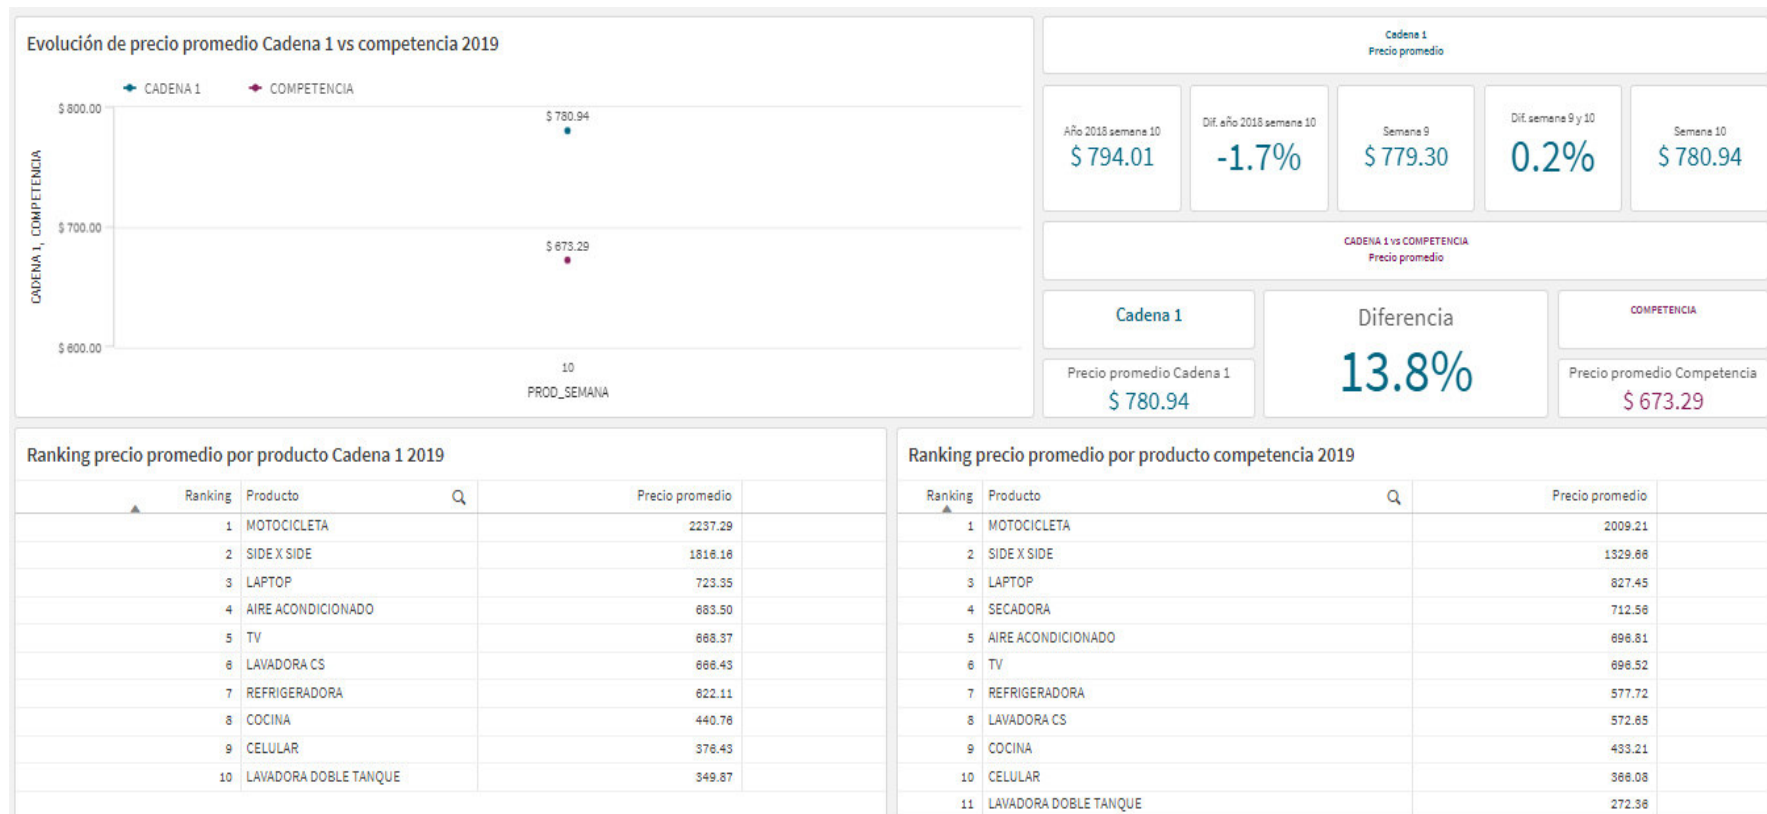 Evolución de precio promedio Cadena 1 vs competencia 2019
CADENA 1 COMPETENCIA
$ 800.00
$ 700.00
$ 600.00
CADENA 1, COMPETENCIA
$ 780.94
$ 673.29
10
PROD_SEMANA
Cadena 1
Precio promedio
Año 2018 semana 10
$ 794.01
Dif. año 2018 semana 10
-1.7%
Semana 9
$ 779.30
Dif. semana 9 y 10
0.2%
Semana 10
$ 780.94
CADENA 1 vs COMPETENCIA
Precio promedio
Cadena 1
Precio promedio Cadena 1
$ 780.94
Diferencia
13.8%
COMPETENCIA
Precio promedio Competencia
$ 673.29
Ranking precio promedio por producto Cadena 1 2019
Ranking Producto Precio promedio
1 MOTOCICLETA 2237.29
2 SIDE X SIDE 1816.16
3 LAPTOP 723.35
4 AIRE ACONDICIONADO 683.50
5 TV 668.37
6 LAVADORA CS 666.43
7 REFRIGERADORA 622.11
8 COCINA 440.76
9 CELULAR 376.43
10 LAVADORA DOBLE TANQUE 349.87
Ranking precio promedio por producto competencia 2019
Ranking Producto Precio promedio
1 MOTOCICLETA 2009.21
2 SIDE X SIDE 1329.66
3 LAPTOP 827.45
4 SECADORA 712.56
5 AIRE ACONDICIONADO 696.81
6 TV 696.52
7 REFRIGERADORA 577.72
8 LAVADORA CS 572.65
9 COCINA 433.21
10 CELULAR 366.08
11 LAVADORA DOBLE TANQUE 272.36